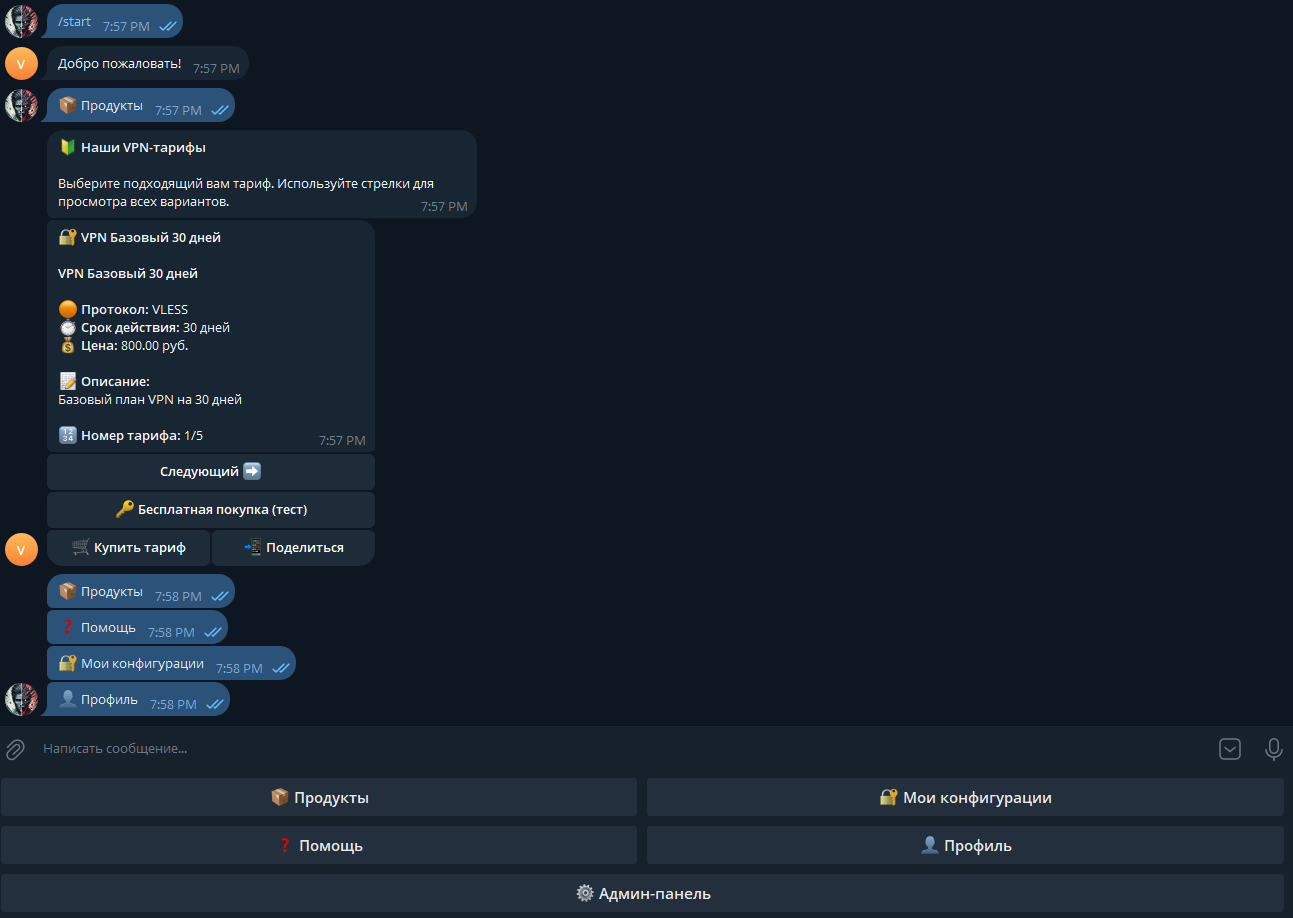 /start 7:57 PM
V
Добро пожаловать! 7:57 PM
Продукты 7:57 PM
Наши VPN-тарифы
Выберите подходящий вам тариф. Используйте стрелки для
просмотра всех вариантов. 7:57 PM
VPN Базовый 30 дней
VPN Базовый 30 дней
Протокол: VLESS
Срок действия: 30 дней
Цена: 800.00 руб.
Описание:
Базовый план VPN на 30 дней
Номер тарифа: 1/5 7:57 PM
Следующий
Бесплатная покупка (тест)
V
Купить тариф Поделиться
Продукты 7:58 PM
Помощь 7:58 PM
Мои конфигурации 7:58 PM
Профиль 7:58 PM
Написать сообщение...
Продукты Мои конфигурации
Помощь Профиль
Админ-панель